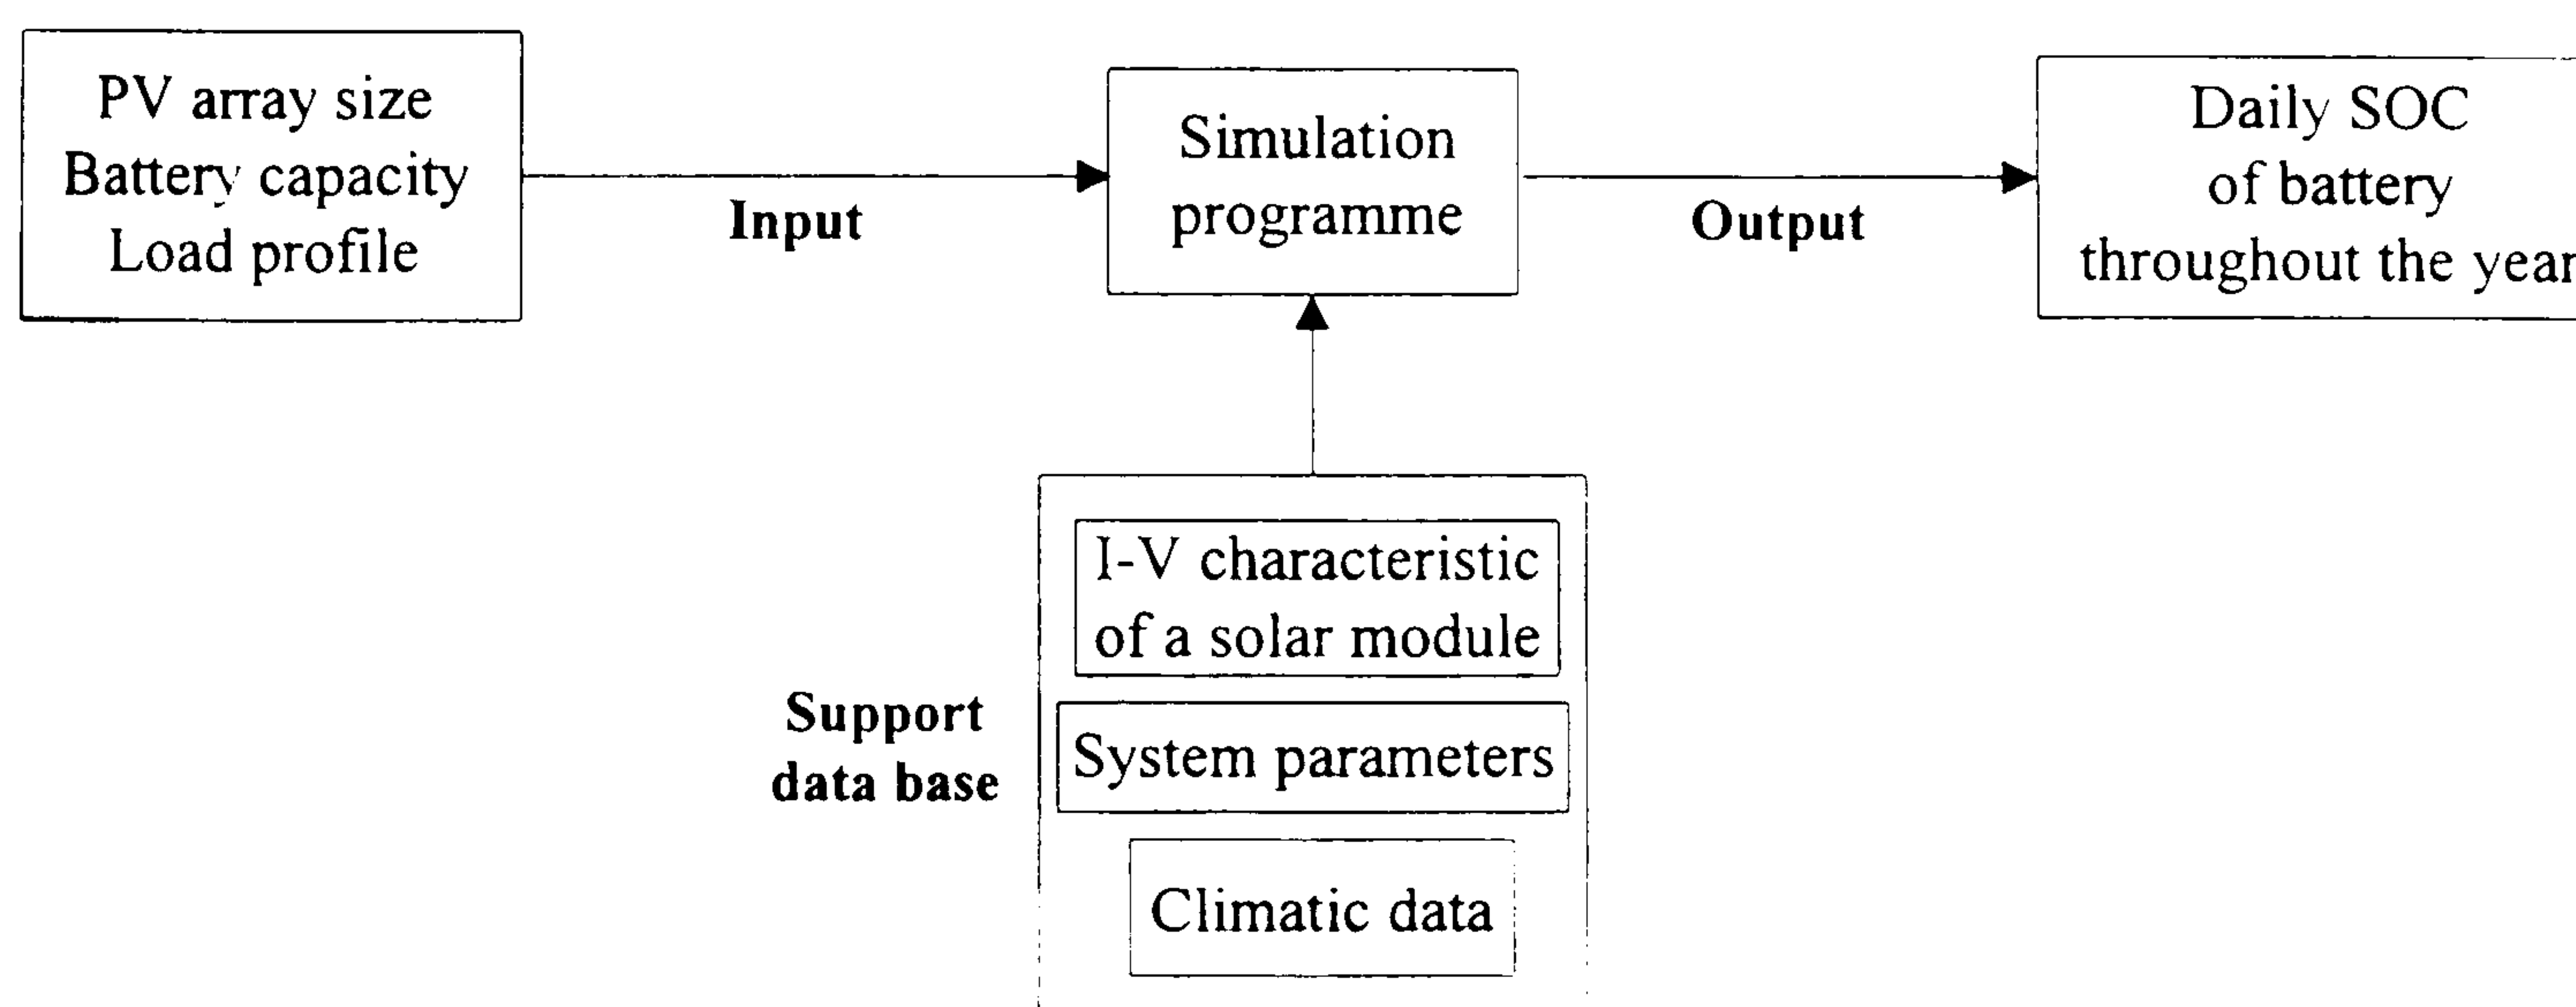 PV array size
Battery capacity
Load profile
Input
Simulation
programme
Output
Daily SOC
of battery
throughout the year
I-V characteristic
of a solar module
Support
data base
System parameters
Climatic data